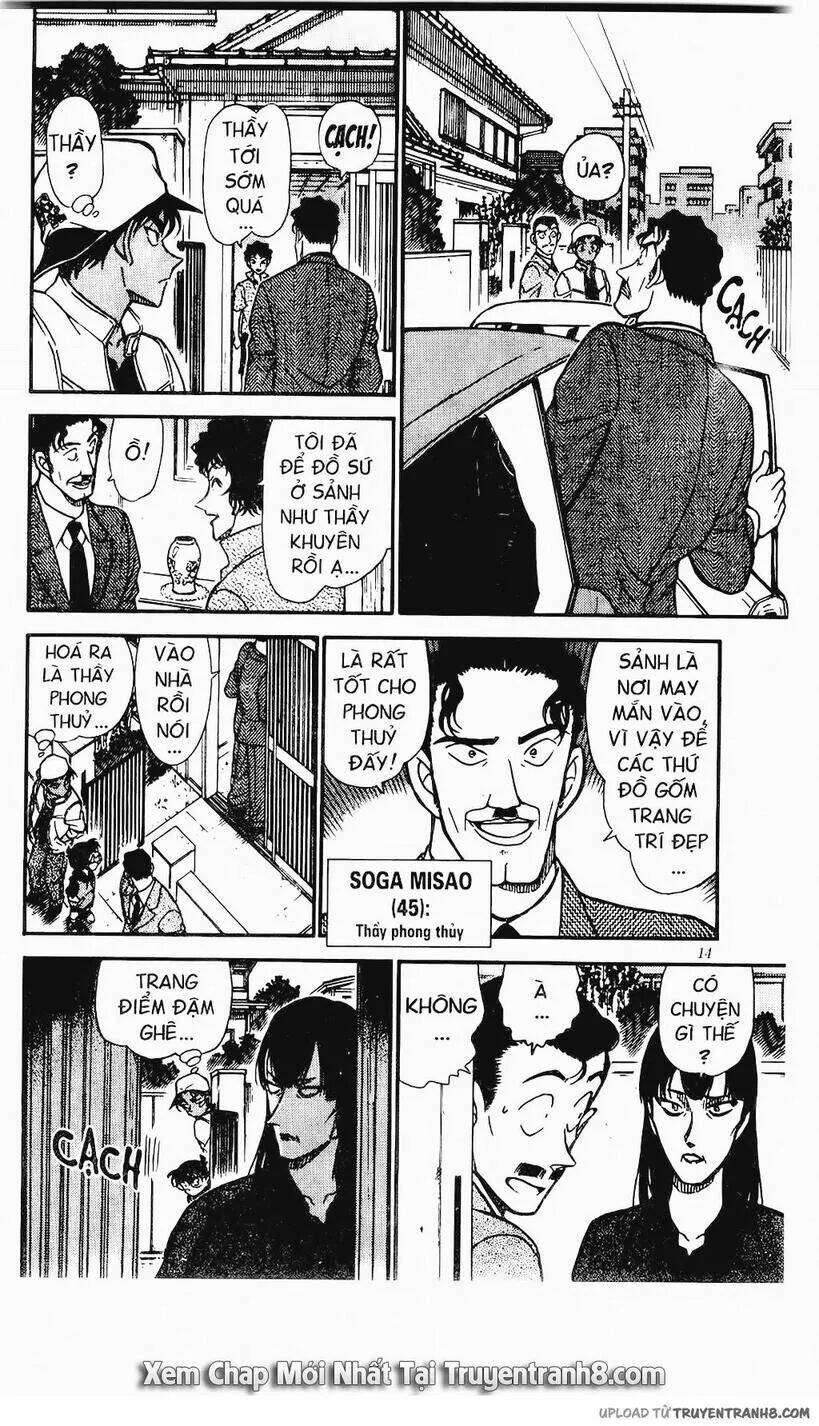 ỦA?
CẠCH
CẠCH!
THẦY
TỚI
SỚM
QUÁ
...
THẦY
?
TÔI ĐÃ
ĐỂ ĐỒ SỨ
Ở SẢNH
NHƯ THẦY
KHUYÊN
RỒI Ạ...
Ồ!
SẢNH LÀ
NƠI MAY
MẮN VÀO,
VÌ VẬY ĐỂ
CÁC THỨ
ĐỒ GỐM
TRANG
TRÍ ĐẸP
...
LÀ RẤT
TỐT CHO
PHONG
THUỶ
ĐẤY!
SOGA MISAO
(45):
Thầy phong thủy
VÀO
NHÀ
RỒI
NÓI
...
HOÁ RA
LÀ THẦY
PHONG
THUỶ...
14
CÓ
CHUYỆN
GÌ THẾ
?
À
...
KHÔNG
...
TRANG
ĐIỂM ĐẬM
GHÊ...
CẠCH
Xem Chap Mới Nhất Tại Truyentranh8.com
UPLOAD TỪ TRUYENTRANH8.COM